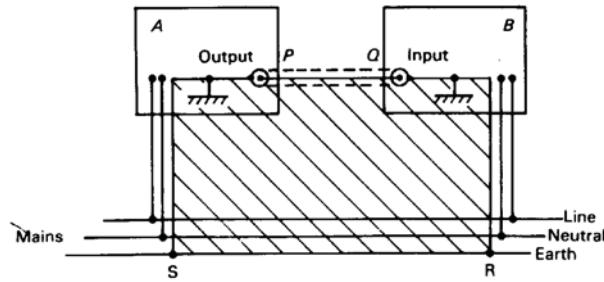 A B
Output P Q Input
Line
Mains Neutral
Earth
S R